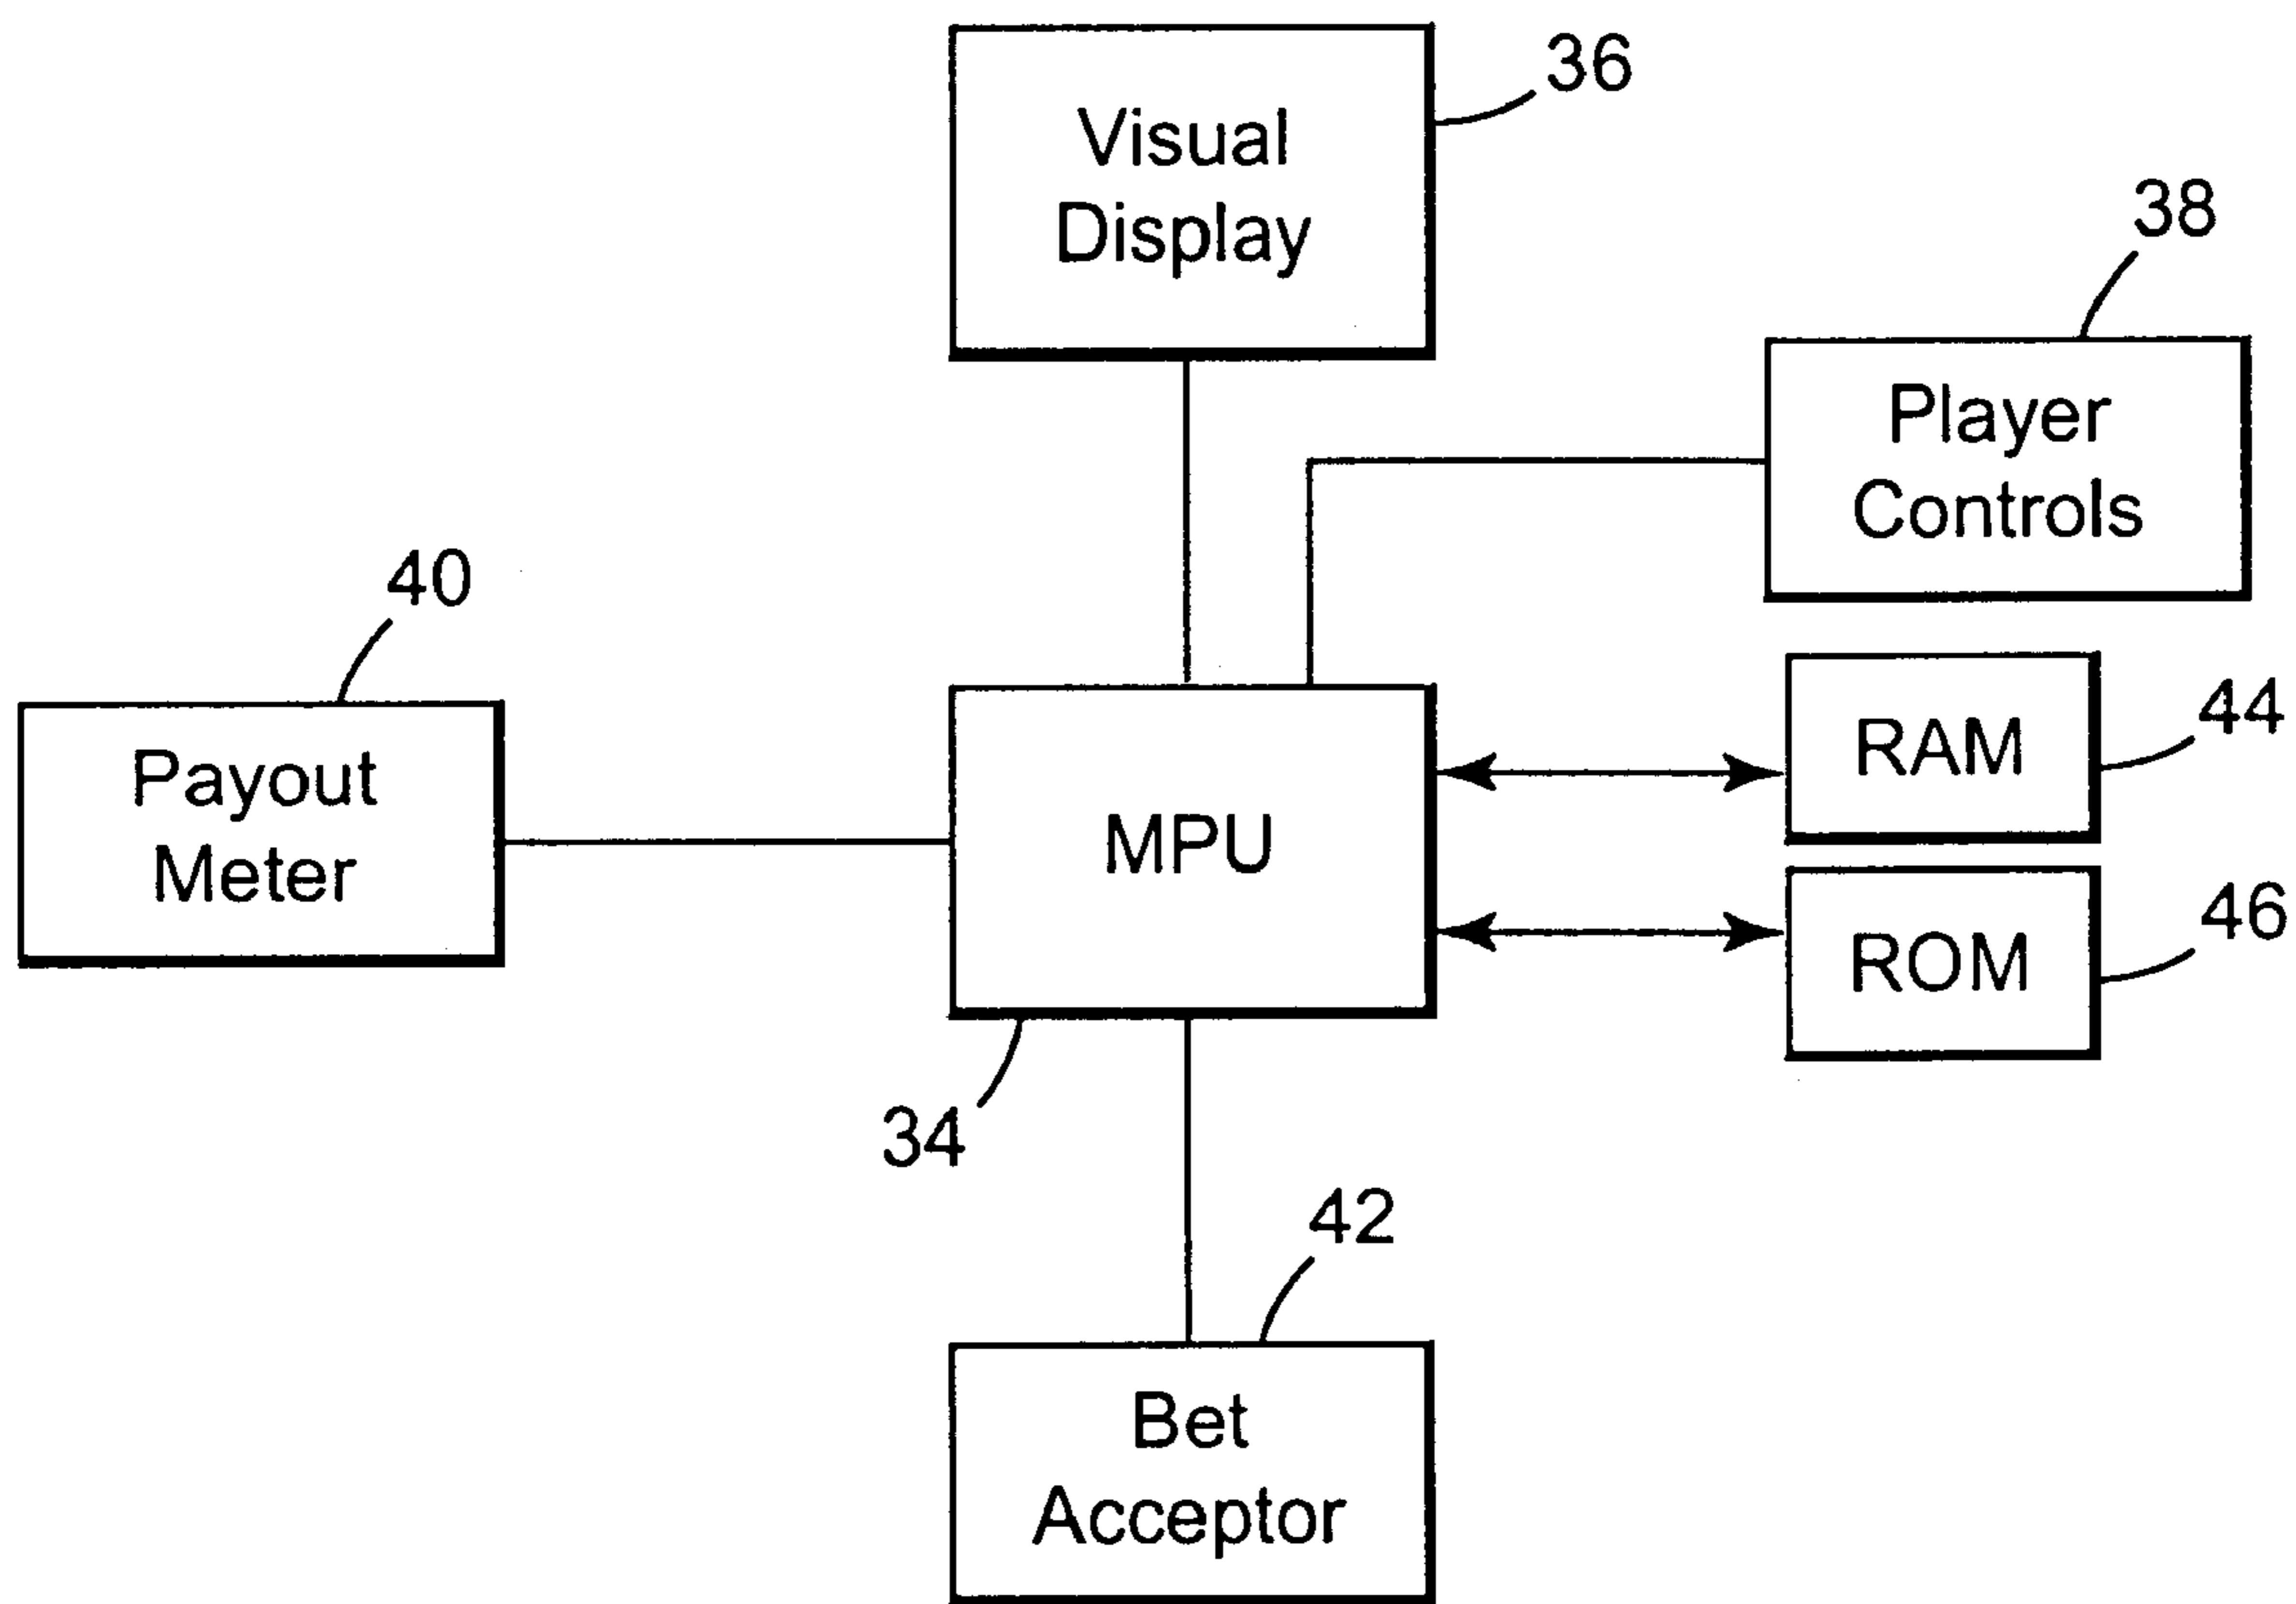 36
Visual
Display
38
Player
Controls
40
Payout
Meter
MPU
RAM
44
ROM
46
34
42
Bet
Acceptor